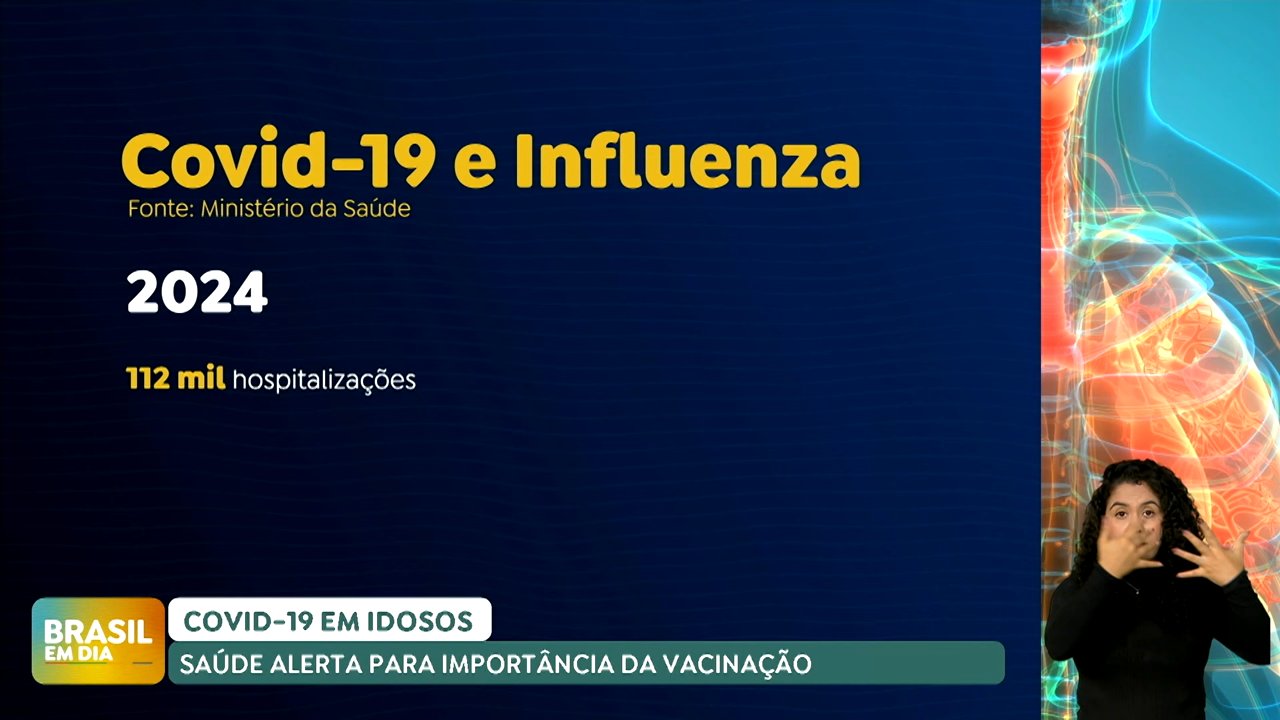 Covid-19 e Influenza
Fonte: Ministério da Saúde
2024
112 mil hospitalizações
BRASIL
EM DIA
COVID-19 EM IDOSOS
SAÚDE ALERTA PARA IMPORTÂNCIA DA VACINAÇÃO